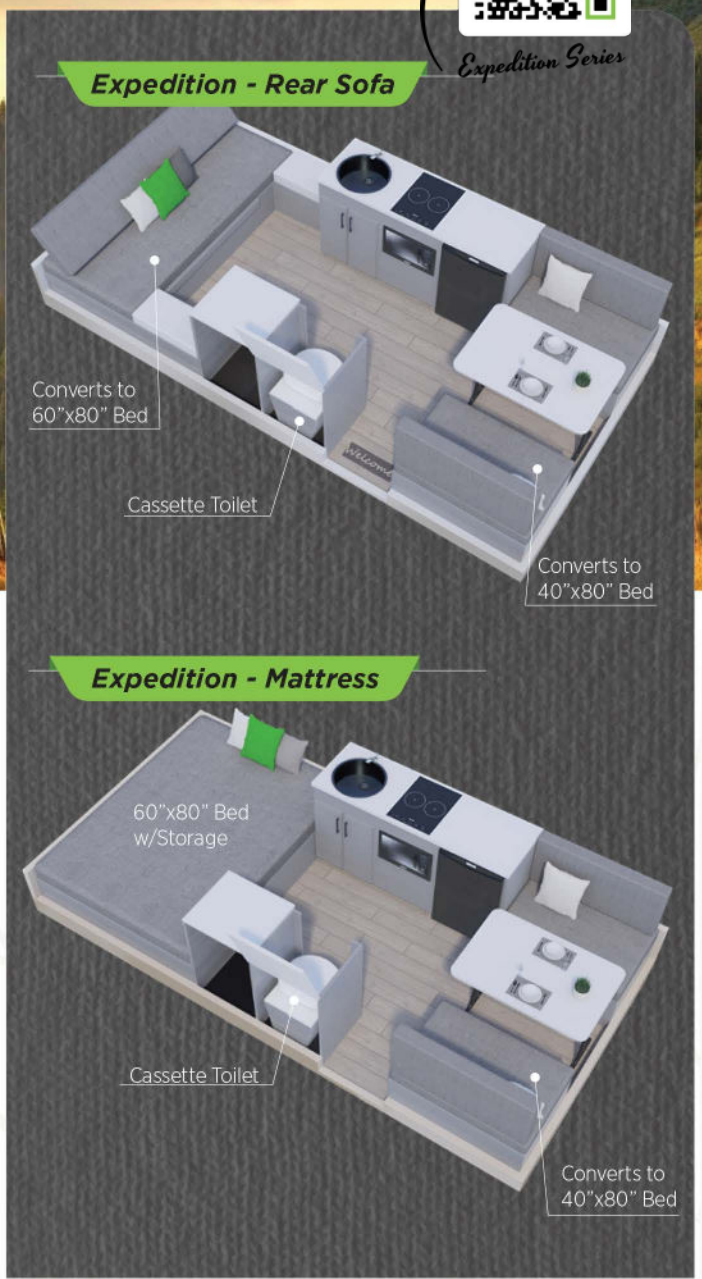 Expedition Series
Expedition - Rear Sofa
Converts to
60”x80” Bed
Cassette Toilet
Welcome
Converts to
40”x80” Bed
Expedition - Mattress
60”x80” Bed
w/Storage
Cassette Toilet
Converts to
40”x80” Bed